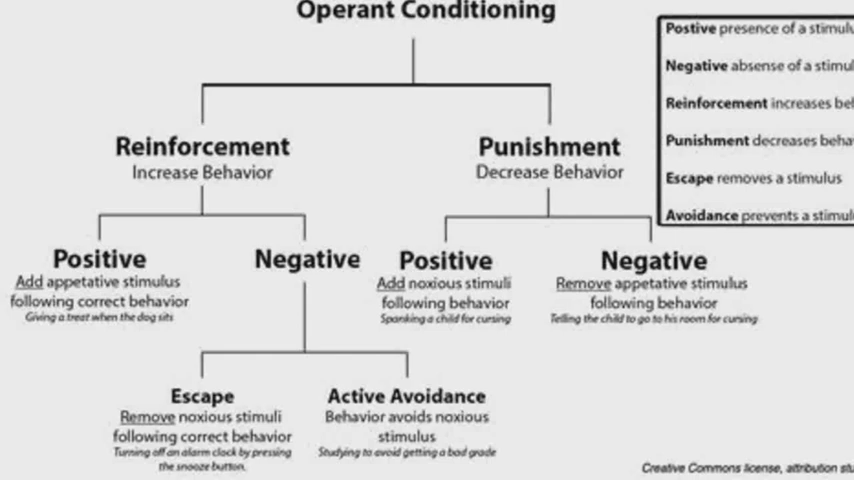 Operant Conditioning
Postive presence of a stimulu
Negative absense of a stimul
Reinforcement increases beh
Punishment decreases behav
Escape removes a stimulus
Avoidance prevents a stimulu
Reinforcement
Increase Behavior
Punishment
Decrease Behavior
Positive
Add appetative stimulus
following correct behavior
Giving a treat when the dog sits
Negative
Positive
Add noxious stimuli
following behavior
Spanking a child for cursing
Negative
Remove appetative stimulus
following behavior
Telling the child to go to his room for cursing
Escape
Remove noxious stimuli
following correct behavior
Turning off an alarm clock by pressing
the snooze button.
Active Avoidance
Behavior avoids noxious
stimulus
Studying to avoid getting a bad grade
Creative Commons license, attribution stu